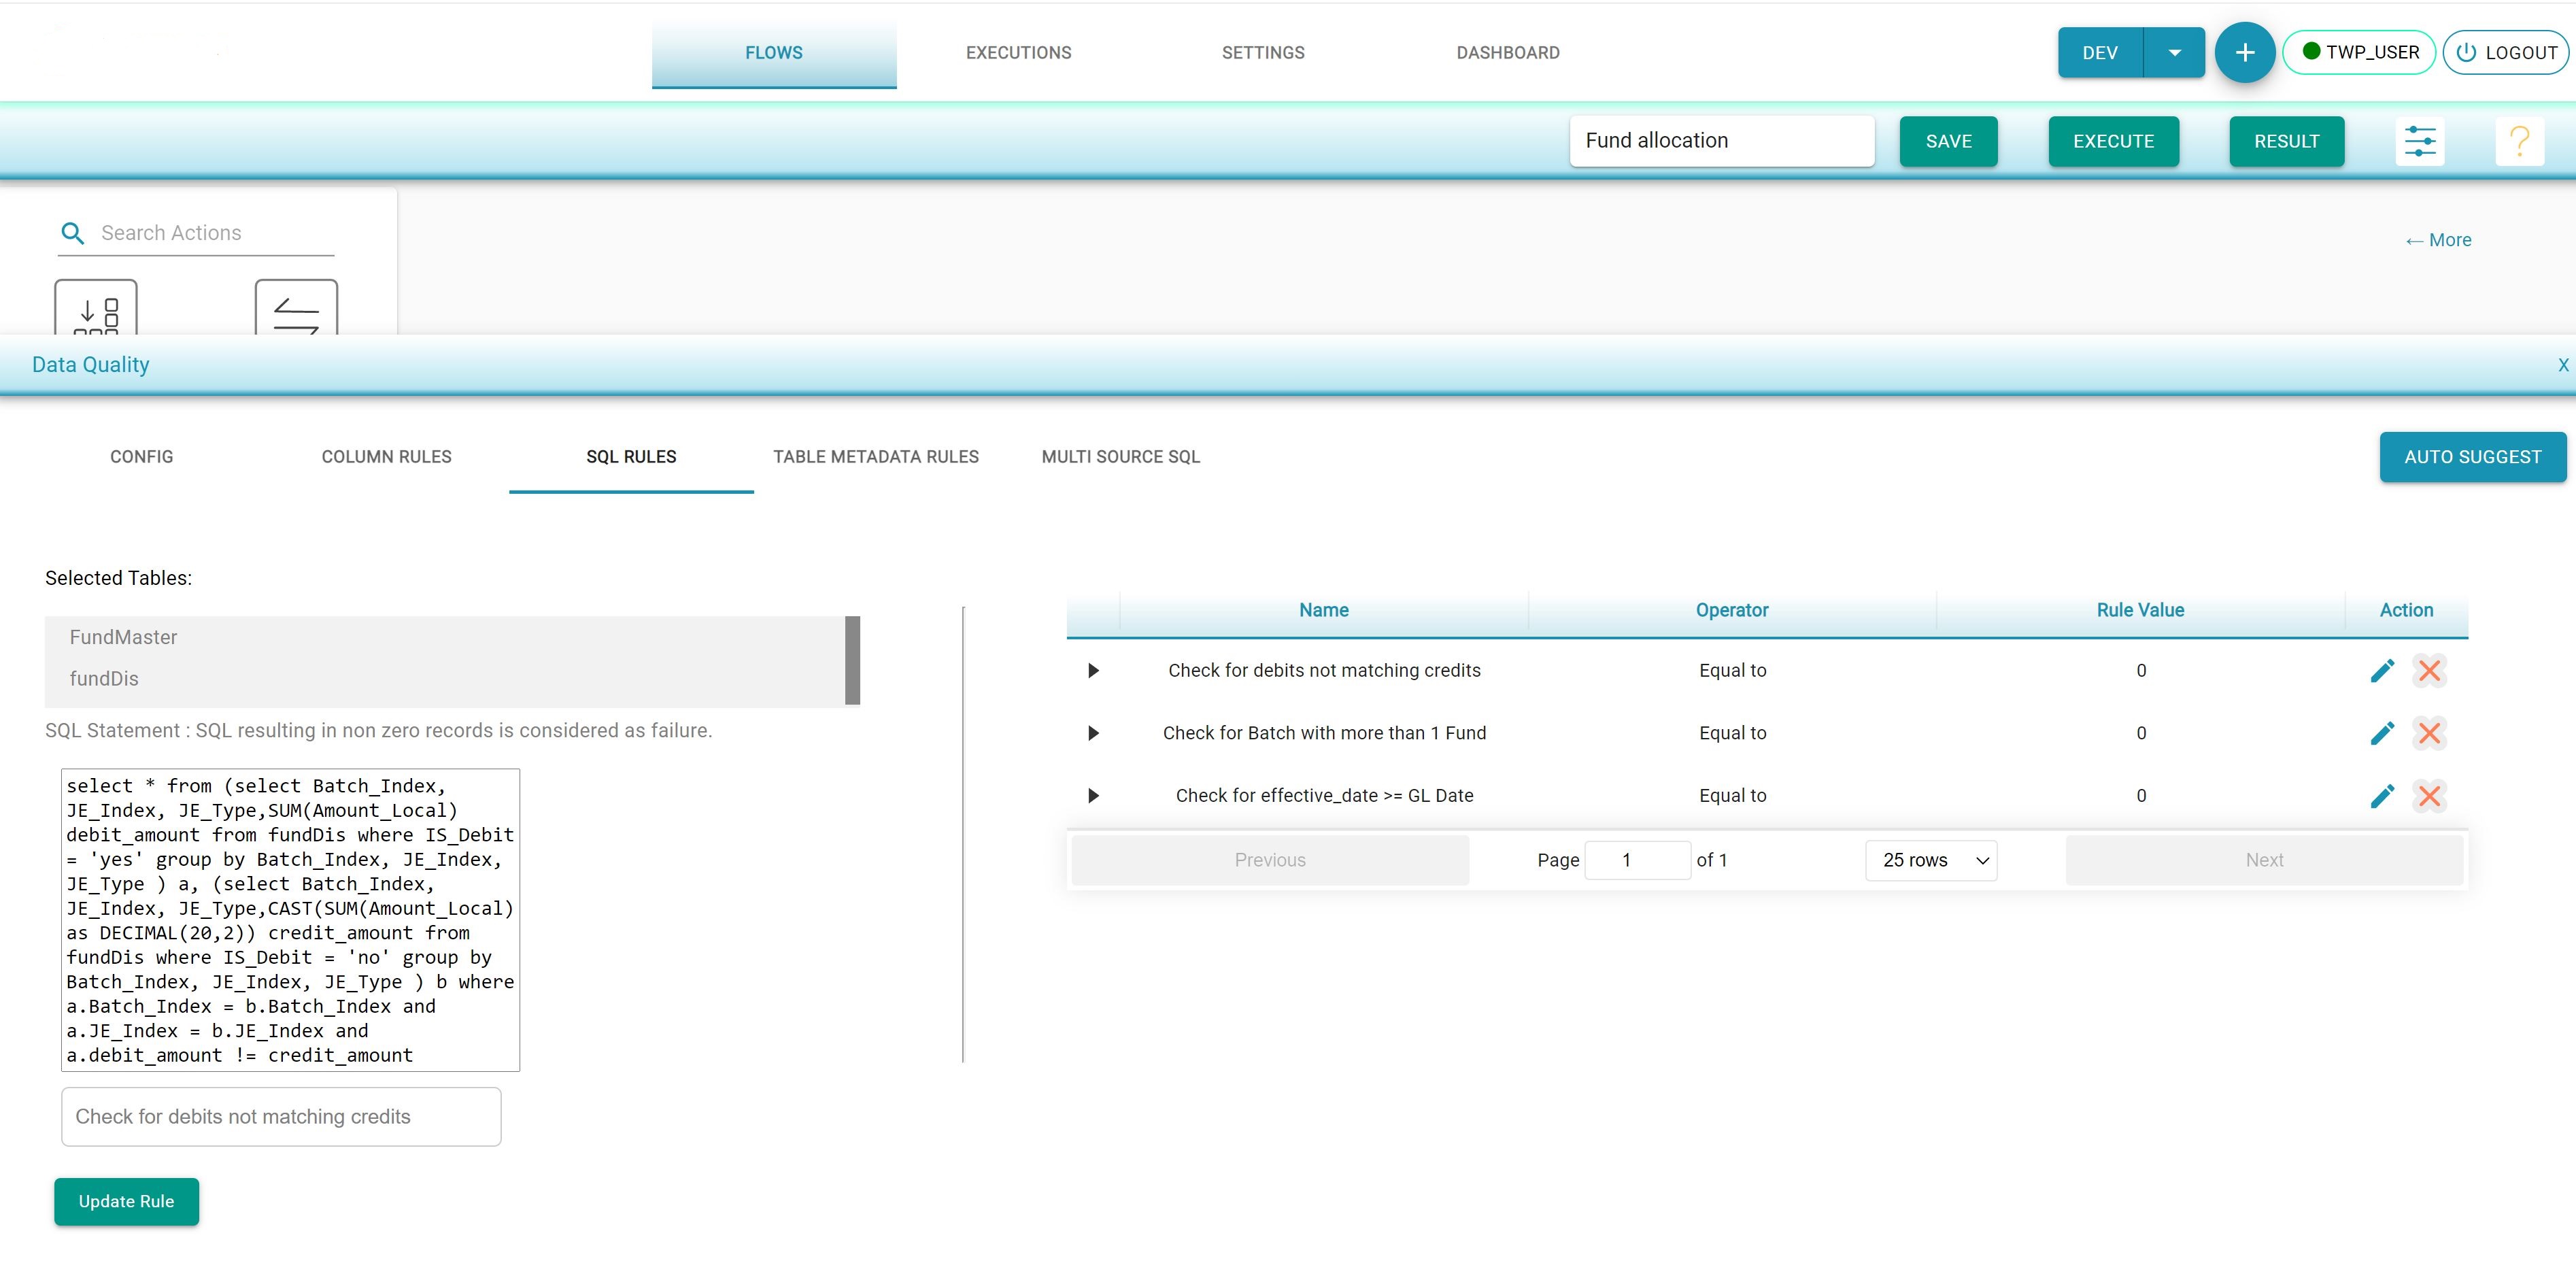 FLOWS EXECUTIONS SETTINGS DASHBOARD DEV + TWP_USER LOGOUT
Fund allocation SAVE EXECUTE RESULT ?
Search Actions
← More
Data Quality X
CONFIG COLUMN RULES SQL RULES TABLE METADATA RULES MULTI SOURCE SQL AUTO SUGGEST
Selected Tables:
FundMaster
fundDis
SQL Statement : SQL resulting in non zero records is considered as failure.
select * from (select Batch_Index,
JE_Index, JE_Type,SUM(Amount_Local)
debit_amount from fundDis where IS_Debit
= 'yes' group by Batch_Index, JE_Index,
JE_Type ) a, (select Batch_Index,
JE_Index, JE_Type,CAST(SUM(Amount_Local)
as DECIMAL(20,2)) credit_amount from
fundDis where IS_Debit = 'no' group by
Batch_Index, JE_Index, JE_Type ) b where
a.Batch_Index = b.Batch_Index and
a.JE_Index = b.JE_Index and
a.debit_amount != credit_amount
Check for debits not matching credits
Update Rule
Name Operator Rule Value Action
Check for debits not matching credits Equal to 0
Check for Batch with more than 1 Fund Equal to 0
Check for effective_date >= GL Date Equal to 0
Previous Page 1 of 1 25 rows Next